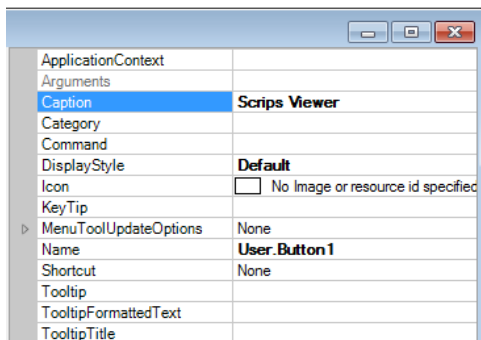 ApplicationContext
Arguments
Caption Scrips Viewer
Category
Command
DisplayStyle Default
Icon No Image or resource id specified
KeyTip
MenuToolUpdateOptions None
Name User.Button1
Shortcut None
Tooltip
TooltipFormattedText
TooltipTitle